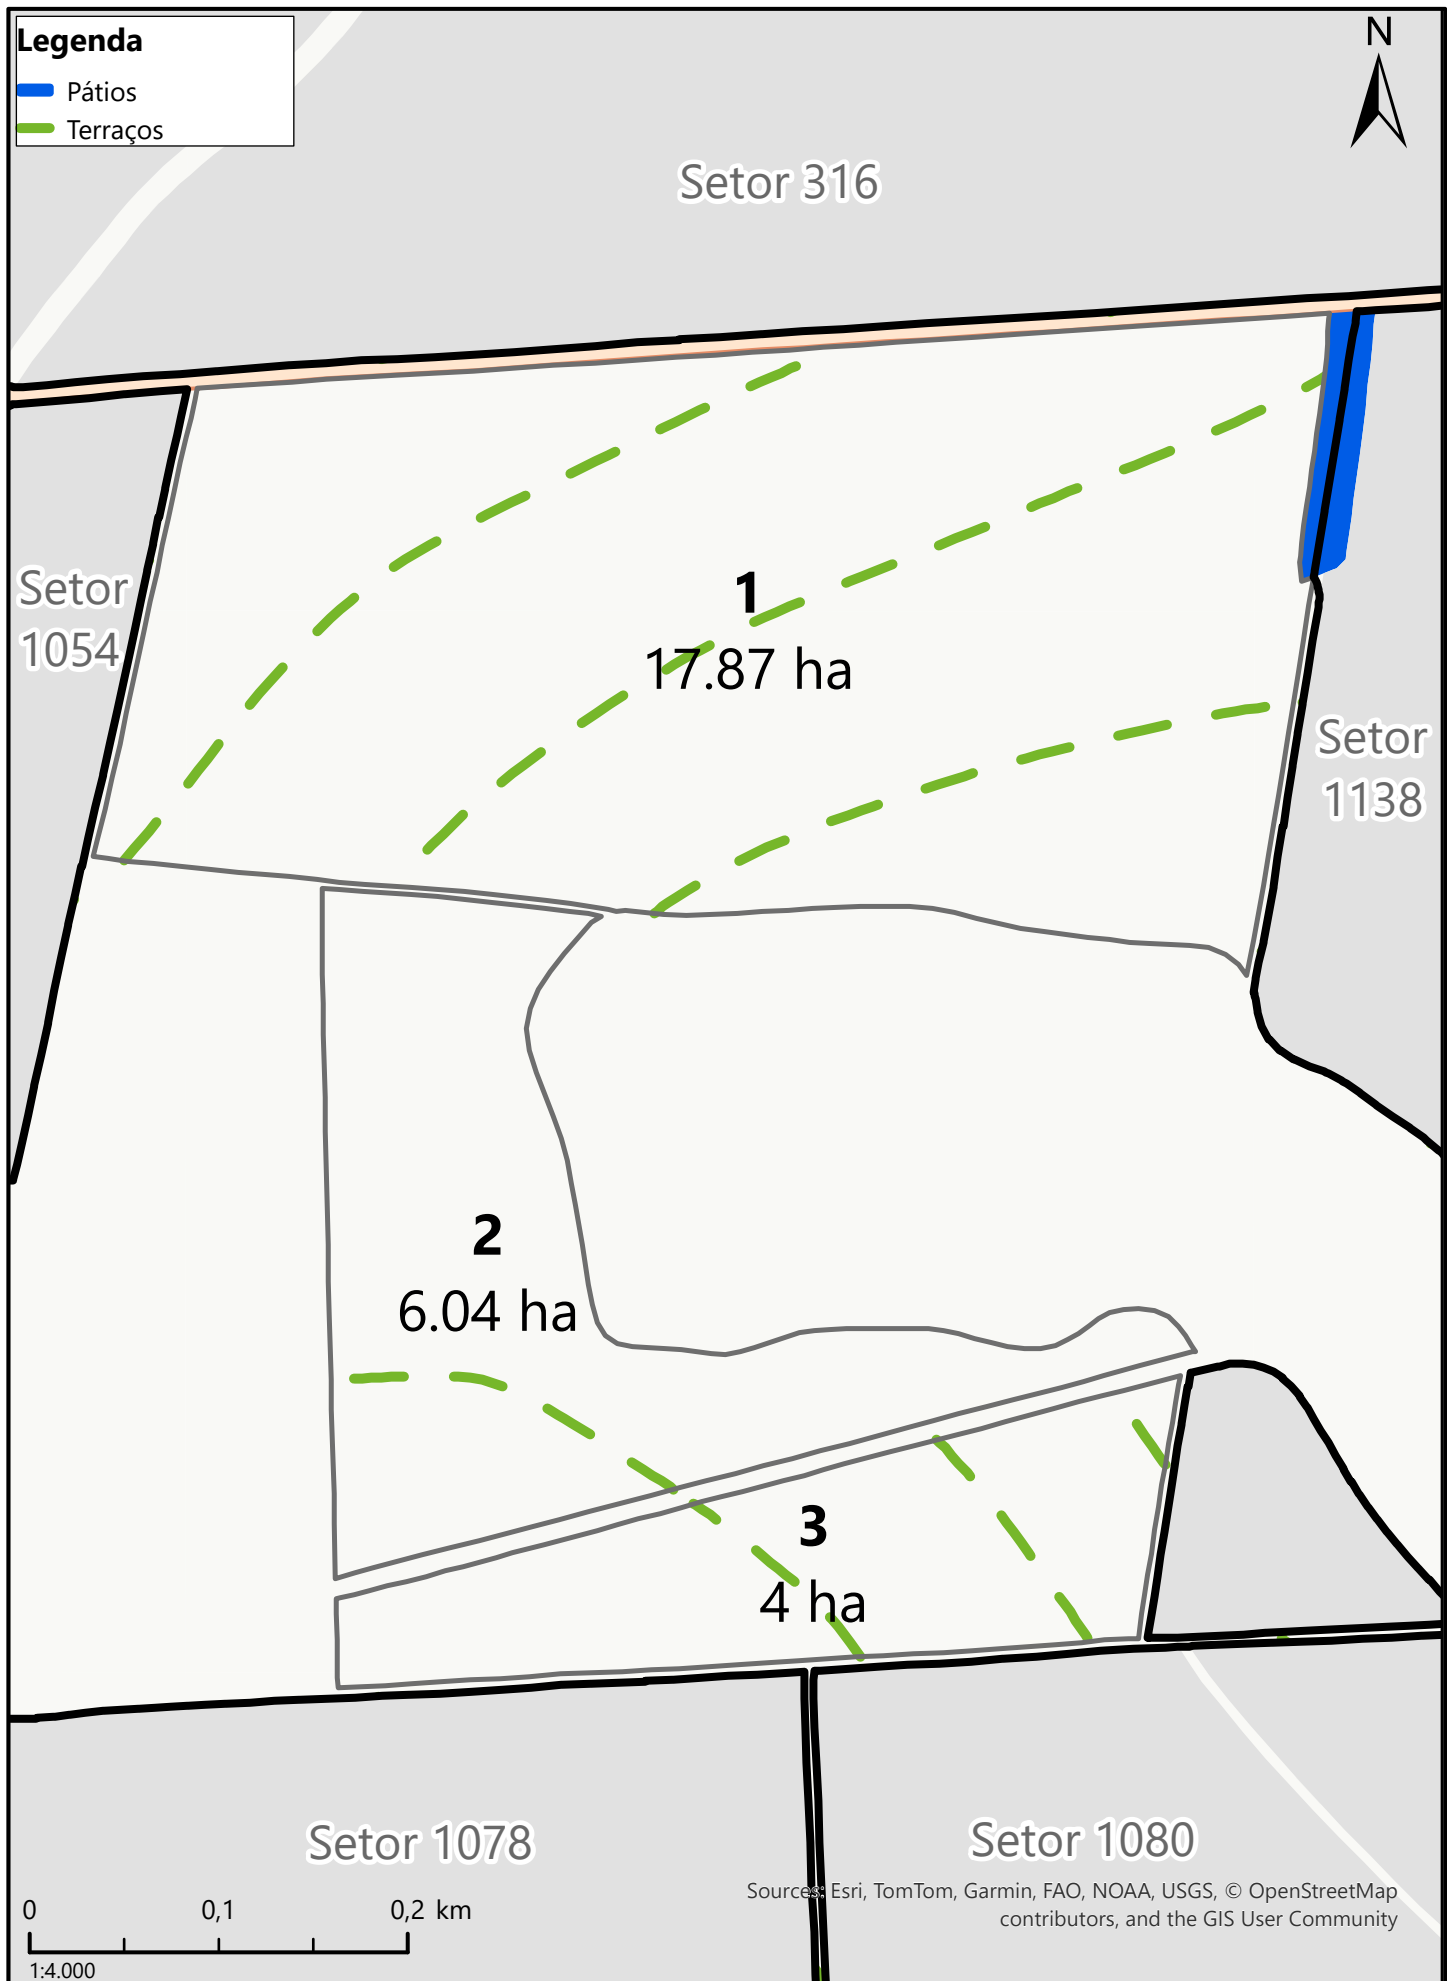 Legenda
Pátios
Terraços
N
Setor 316
Setor
1054
1
17.87 ha
Setor
1138
2
6.04 ha
3
4 ha
Setor 1078
Setor 1080
Sources: Esri, TomTom, Garmin, FAO, NOAA, USGS, © OpenStreetMap
contributors, and the GIS User Community
0 0,1 0,2 km
1:4.000